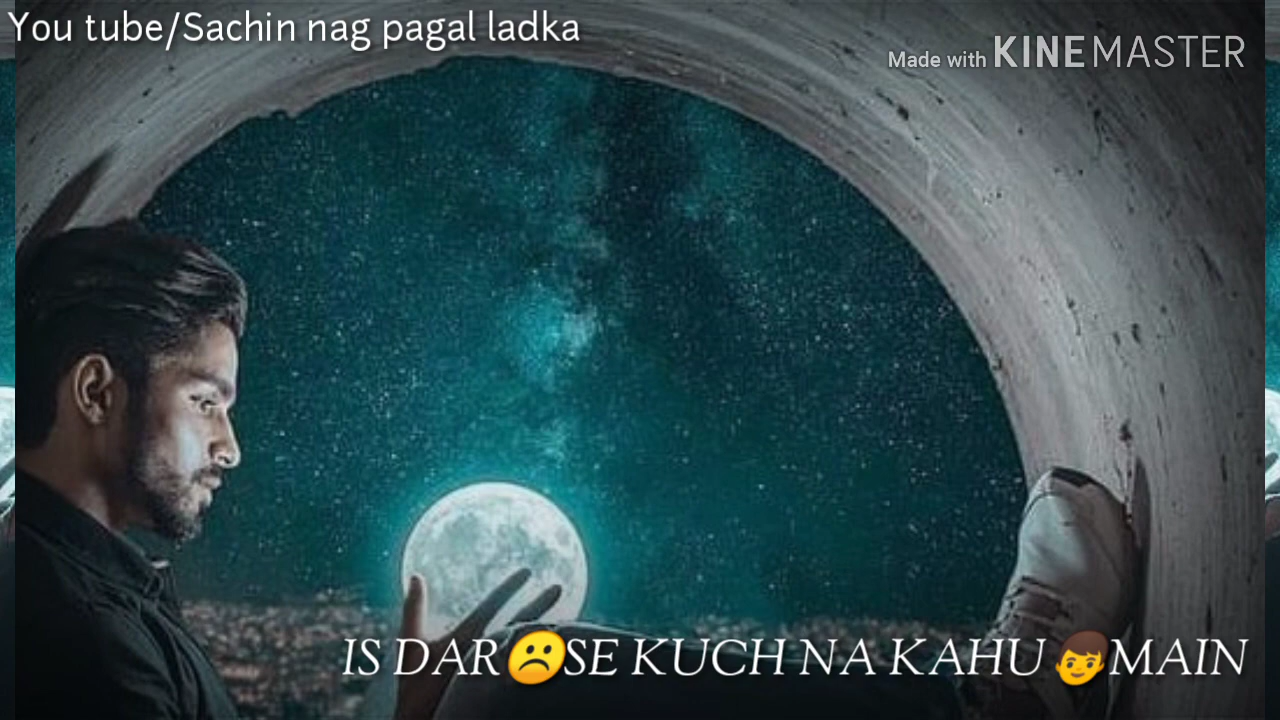 You tube/Sachin nag pagal ladka
Made with KINEMASTER
IS DAR☹️SE KUCH NA KAHU👦MAIN